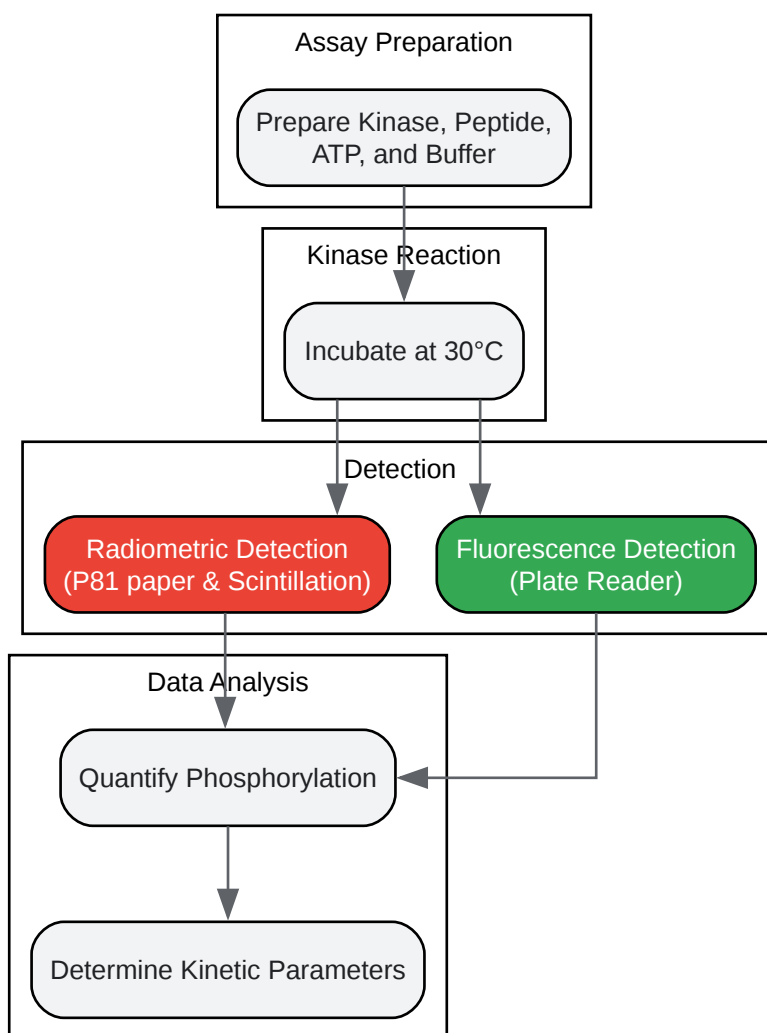 Assay Preparation
Prepare Kinase, Peptide,
ATP, and Buffer
Kinase Reaction
Incubate at 30°C
Detection
Radiometric Detection
(P81 paper & Scintillation)
Fluorescence Detection
(Plate Reader)
Data Analysis
Quantify Phosphorylation
Determine Kinetic Parameters